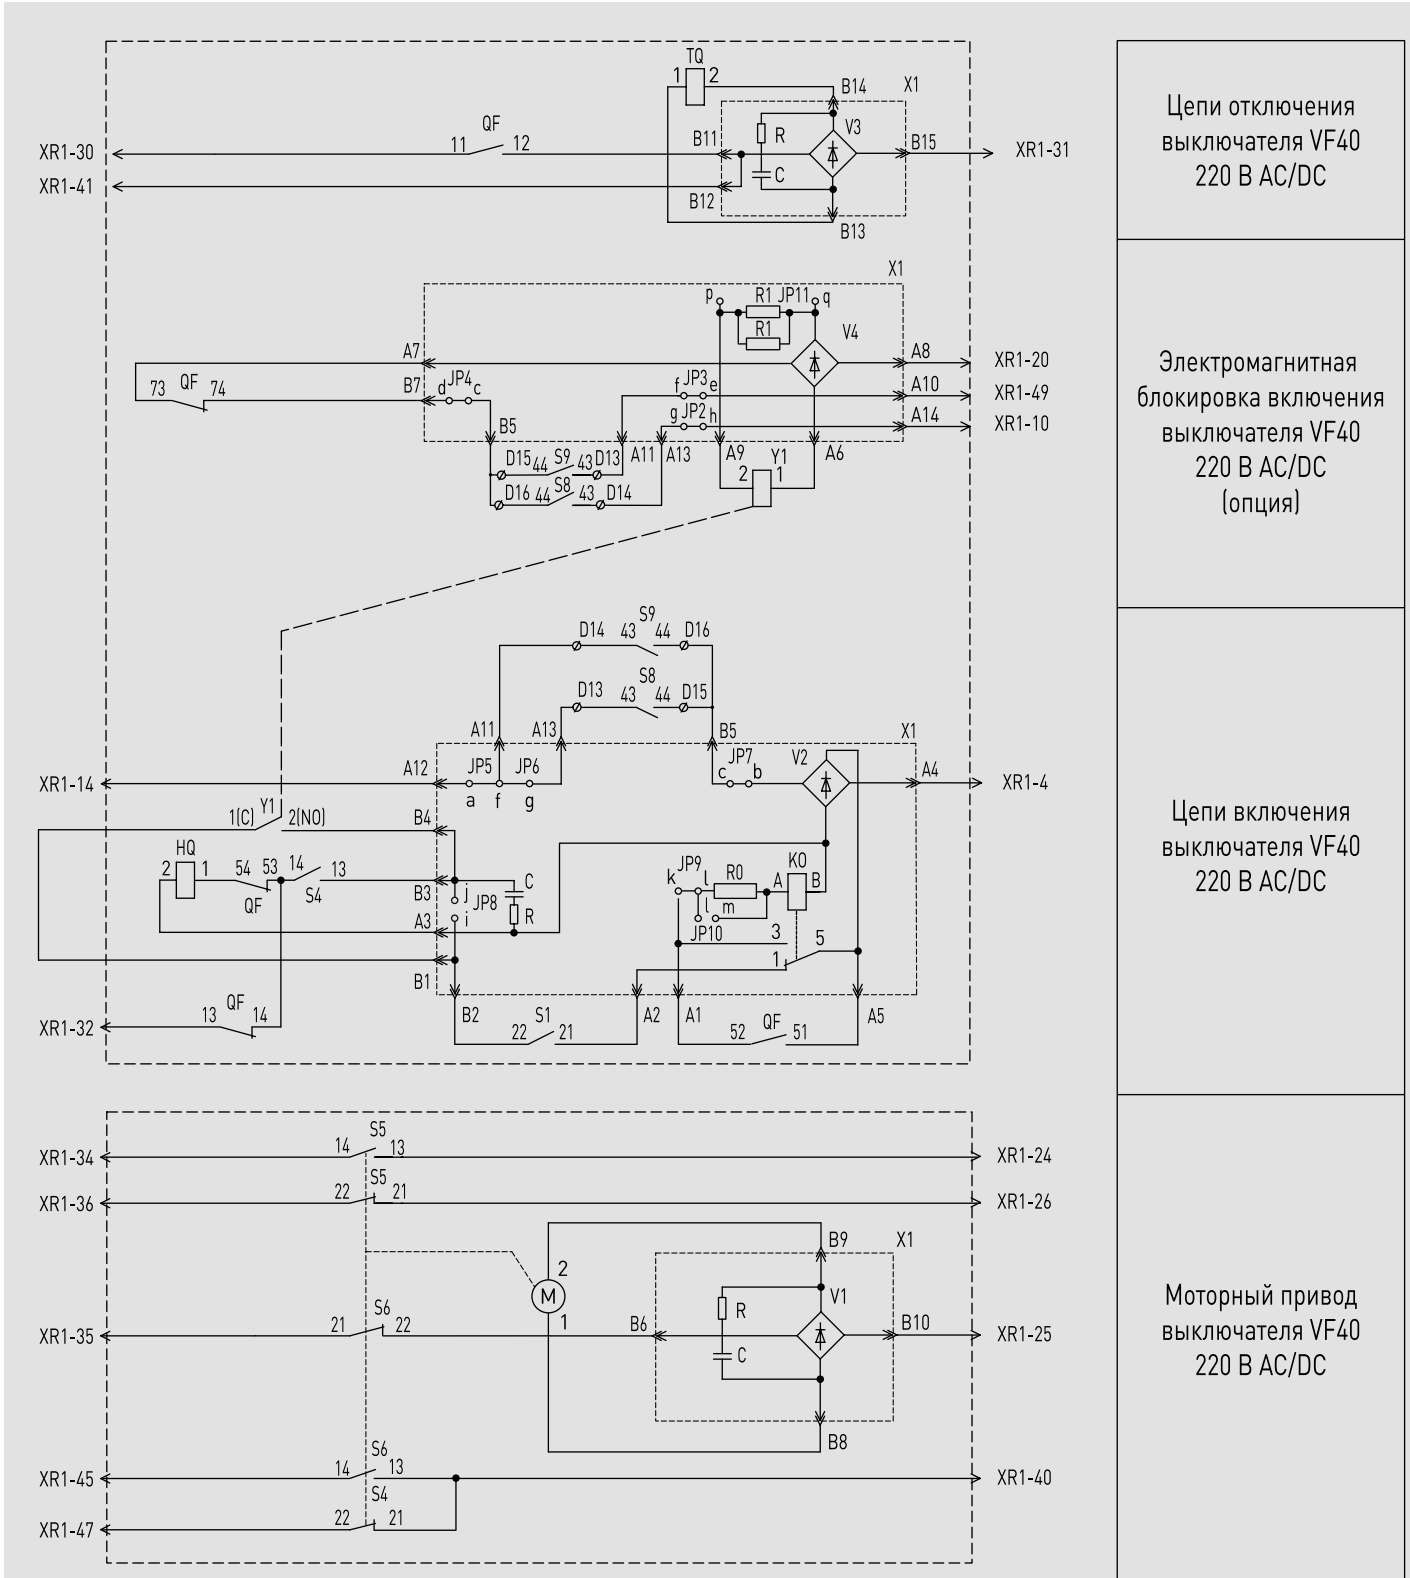 TQ
1 2
B14 X1
QF
11 12
B11 R V3 B15
XR1-30 XR1-31
XR1-41
C
B12
B13
Цепи отключения
выключателя VF40
220 В AC/DC
X1
p R1 JP11 q
R1 V4
A7 A8 XR1-20
73 QF 74
B7 d JP4 c f JP3 e A10 XR1-49
g JP2 h A14 XR1-10
B5
D15 44 S9 43 D13 A11 A13 A9 Y1 A6
D16 44 S8 43 D14 2 1
Электромагнитная
блокировка включения
выключателя VF40
220 В AC/DC
(опция)
S9
D14 43 44 D16
S8
D13 43 44 D15
A11 A13 B5 X1
XR1-14 A12 JP5 JP6 JP7 V2 A4 XR1-4
a f g c b
Y1
1(C) 2(NO) B4
HQ
2 1 54 53 14 13
QF S4
B3 j C
JP8
A3 i R
JP9 R0 K0
k l A B
l m
JP10
3 5
1
B1
XR1-32 13 QF 14
B2 S1 A2 A1 QF A5
22 21 52 51
Цепи включения
выключателя VF40
220 В AC/DC
S5
XR1-34 14 13 XR1-24
S5
XR1-36 22 21 XR1-26
B9 X1
2
M
1
R V1
S6
XR1-35 21 22 B6 B10 XR1-25
C
B8
S6
XR1-45 14 13 XR1-40
S4
XR1-47 22 21
Моторный привод
выключателя VF40
220 В AC/DC